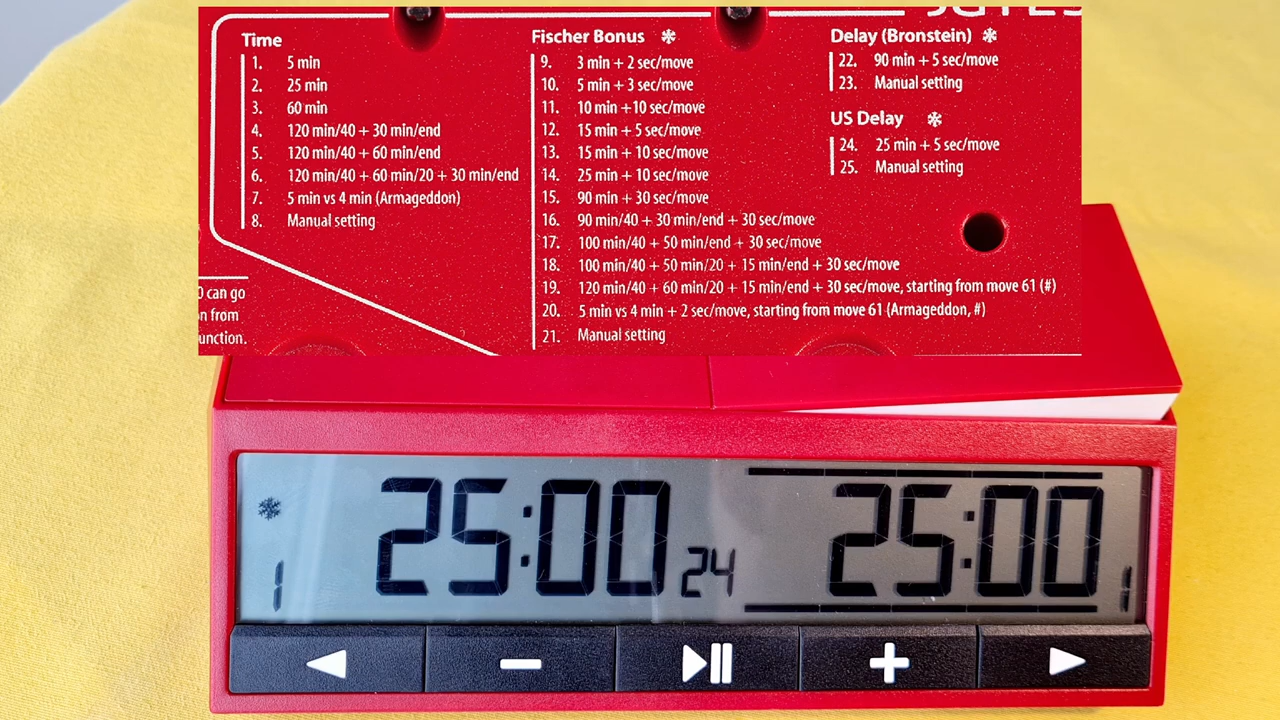 Time
1. 5 min
2. 25 min
3. 60 min
4. 120 min/40 + 30 min/end
5. 120 min/40 + 60 min/end
6. 120 min/40 + 60 min/20 + 30 min/end
7. 5 min vs 4 min (Armageddon)
8. Manual setting
Fischer Bonus ❄
9. 3 min + 2 sec/move
10. 5 min + 3 sec/move
11. 10 min +10 sec/move
12. 15 min + 5 sec/move
13. 15 min + 10 sec/move
14. 25 min + 10 sec/move
15. 90 min + 30 sec/move
16. 90 min/40 + 30 min/end + 30 sec/move
17. 100 min/40 + 50 min/end + 30 sec/move
18. 100 min/40 + 50 min/20 + 15 min/end + 30 sec/move
19. 120 min/40 + 60 min/20 + 15 min/end + 30 sec/move, starting from move 61 (#)
20. 5 min vs 4 min + 2 sec/move, starting from move 61 (Armageddon, #)
21. Manual setting
Delay (Bronstein) ❄
22. 90 min + 5 sec/move
23. Manual setting
US Delay ❄
24. 25 min + 5 sec/move
25. Manual setting
can go
from
unction.
❄
1 25:00 24 25:00 1